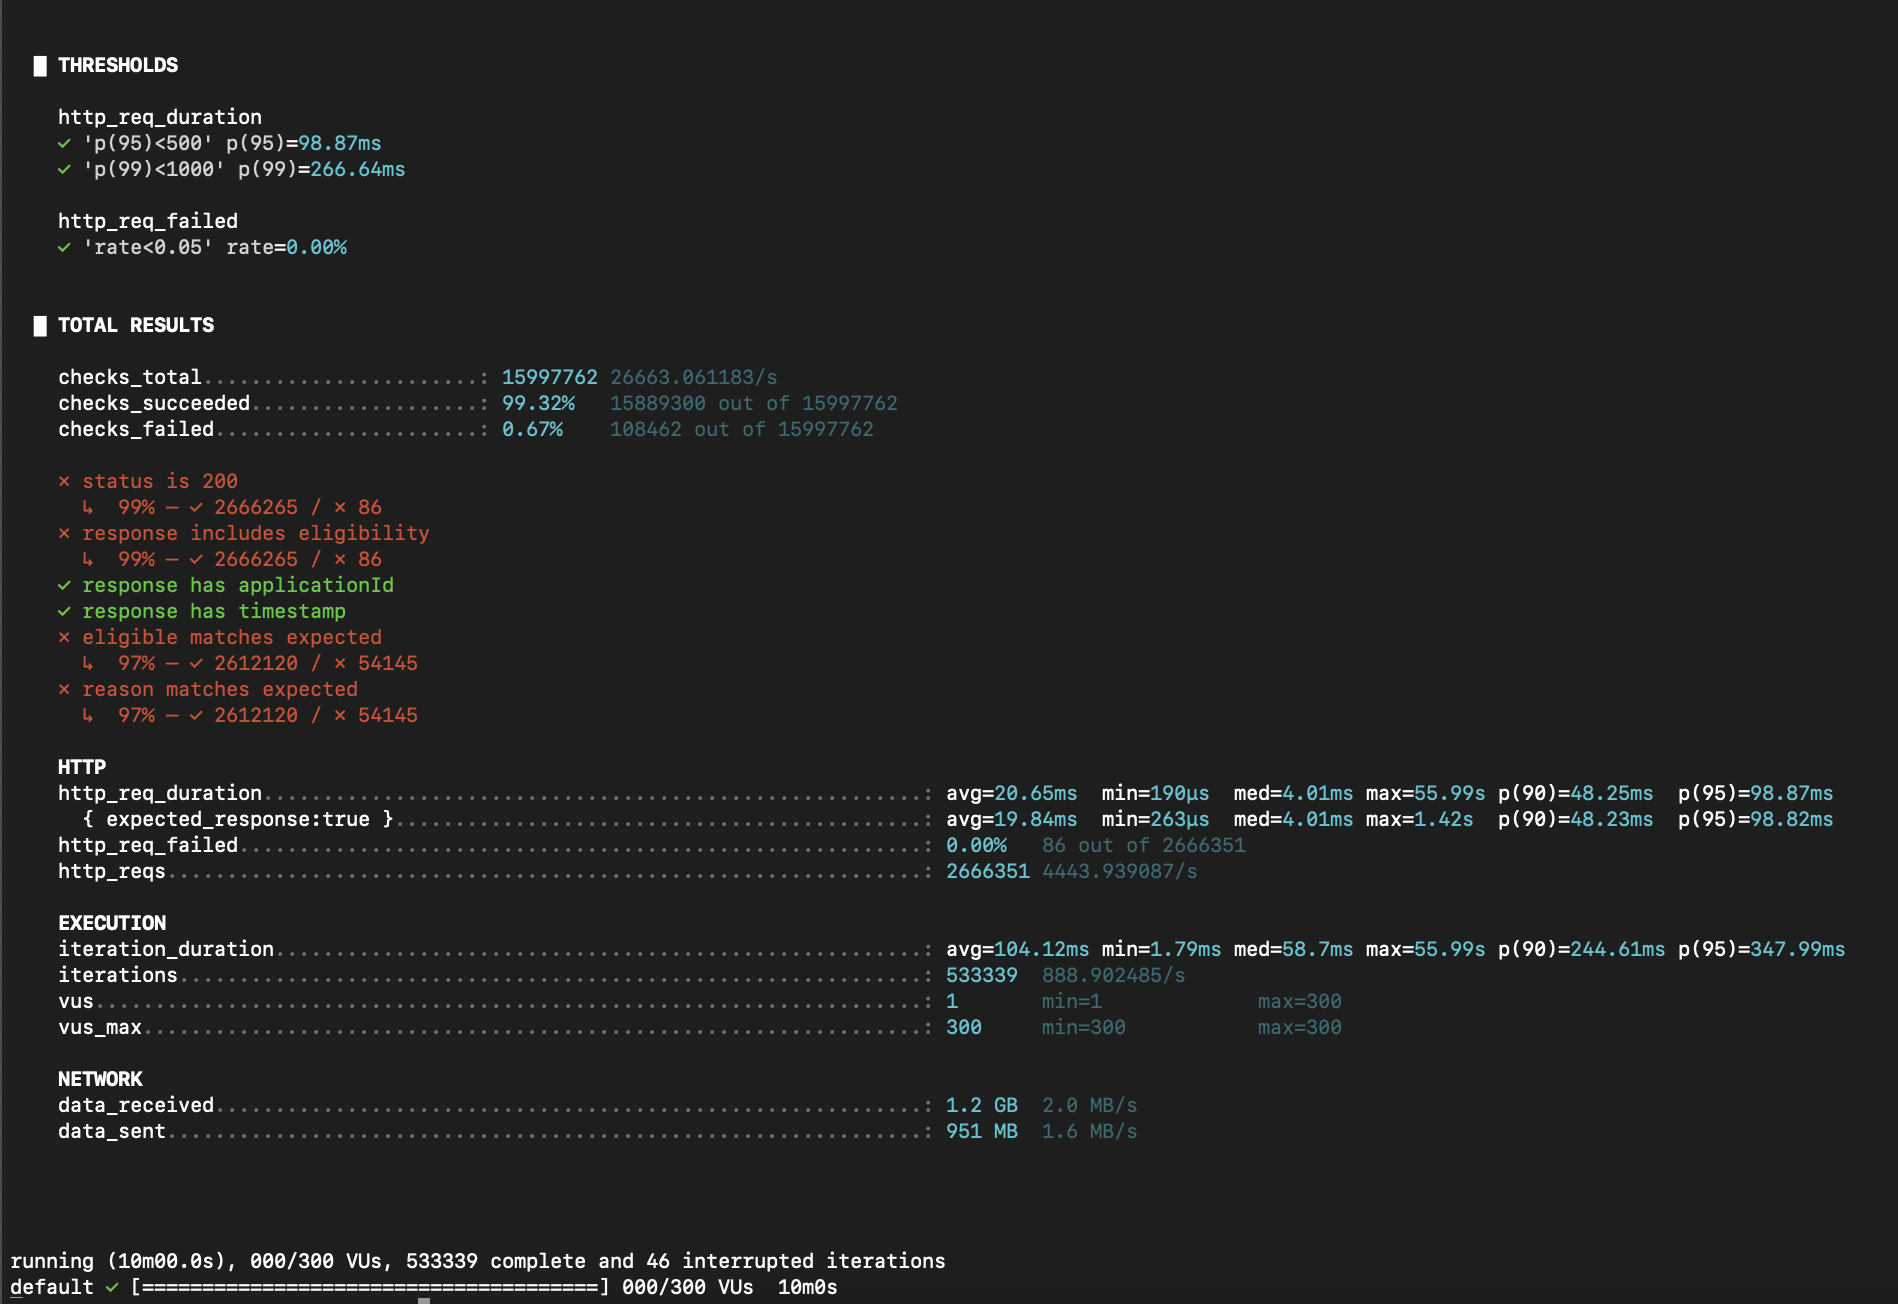 █ THRESHOLDS
http_req_duration
✓ 'p(95)<500' p(95)=98.87ms
✓ 'p(99)<1000' p(99)=266.64ms
http_req_failed
✓ 'rate<0.05' rate=0.00%
█ TOTAL RESULTS
checks_total.......................: 15997762 26663.061183/s
checks_succeeded...................: 99.32%   15889300 out of 15997762
checks_failed......................: 0.67%    108462 out of 15997762
✗ status is 200
↳  99% — ✓ 2666265 / ✗ 86
✗ response includes eligibility
↳  99% — ✓ 2666265 / ✗ 86
✓ response has applicationId
✓ response has timestamp
✗ eligible matches expected
↳  97% — ✓ 2612120 / ✗ 54145
✗ reason matches expected
↳  97% — ✓ 2612120 / ✗ 54145
HTTP
http_req_duration.......................................................: avg=20.65ms  min=190µs  med=4.01ms max=55.99s p(90)=48.25ms  p(95)=98.87ms
{ expected_response:true }............................................: avg=19.84ms  min=263µs  med=4.01ms max=1.42s  p(90)=48.23ms  p(95)=98.82ms
http_req_failed.........................................................: 0.00%   86 out of 2666351
http_reqs...............................................................: 2666351 4443.939087/s
EXECUTION
iteration_duration......................................................: avg=104.12ms min=1.79ms med=58.7ms max=55.99s p(90)=244.61ms p(95)=347.99ms
iterations..............................................................: 533339  888.902485/s
vus.....................................................................: 1       min=1             max=300
vus_max.................................................................: 300     min=300           max=300
NETWORK
data_received...........................................................: 1.2 GB  2.0 MB/s
data_sent...............................................................: 951 MB  1.6 MB/s
running (10m00.0s), 000/300 VUs, 533339 complete and 46 interrupted iterations
default ✓ [======================================] 000/300 VUs  10m0s